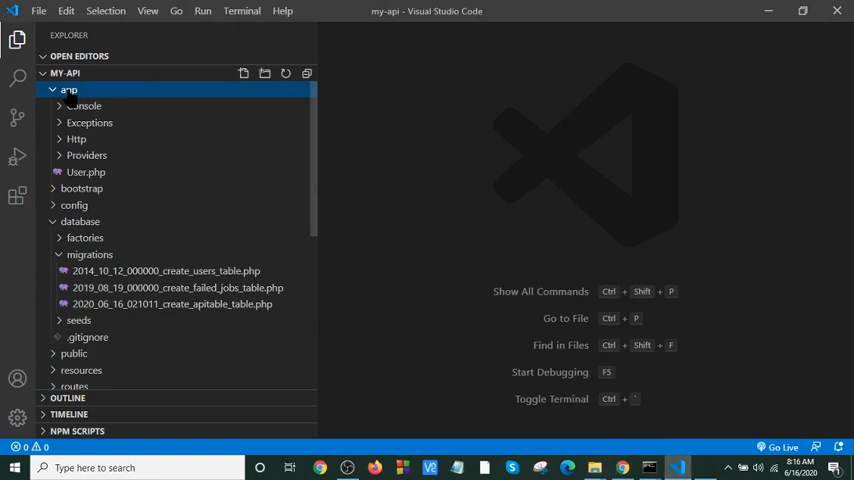 File Edit Selection View Go Run Terminal Help my-api - Visual Studio Code
EXPLORER
OPEN EDITORS
MY-API
app
Console
Exceptions
Http
Providers
User.php
bootstrap
config
database
factories
migrations
2014_10_12_000000_create_users_table.php
2019_08_19_000000_create_failed_jobs_table.php
2020_06_16_021011_create_apitable_table.php
seeds
.gitignore
public
resources
routes
OUTLINE
TIMELINE
NPM SCRIPTS
Show All Commands Ctrl + Shift + P
Go to File Ctrl + P
Find in Files Ctrl + Shift + F
Start Debugging F5
Toggle Terminal Ctrl + `
0 0 Go Live
Type here to search
8:16 AM
6/16/2020